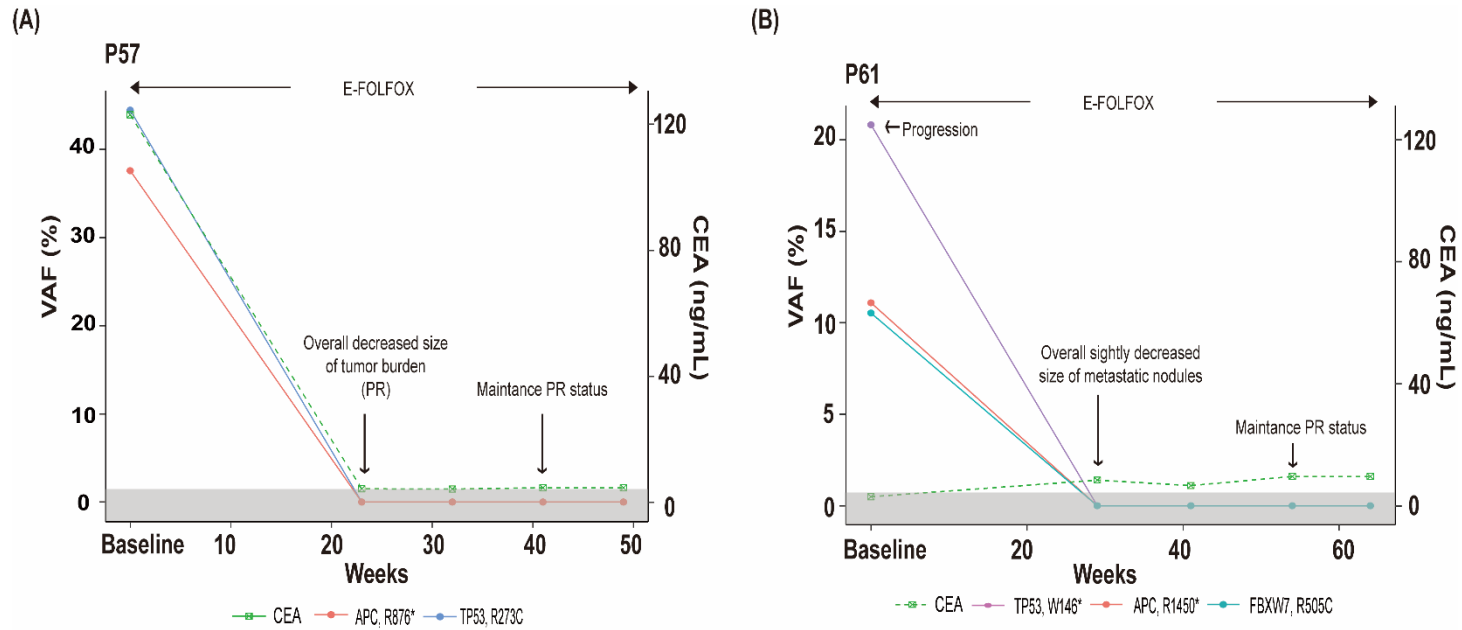 (A)
P57
E-FOLFOX
VAF (%)
40
30
20
10
0
CEA (ng/mL)
120
80
40
0
Overall decreased size
of tumor burden
(PR)
Maintance PR status
Baseline 10 20 30 40 50
Weeks
CEA APC, R876* TP53, R273C
(B)
P61
E-FOLFOX
VAF (%)
20
15
10
5
0
CEA (ng/mL)
120
80
40
0
Progression
Overall sightly decreased
size of metastatic nodules
Maintance PR status
Baseline 20 40 60
Weeks
CEA TP53, W146* APC, R1450* FBXW7, R505C